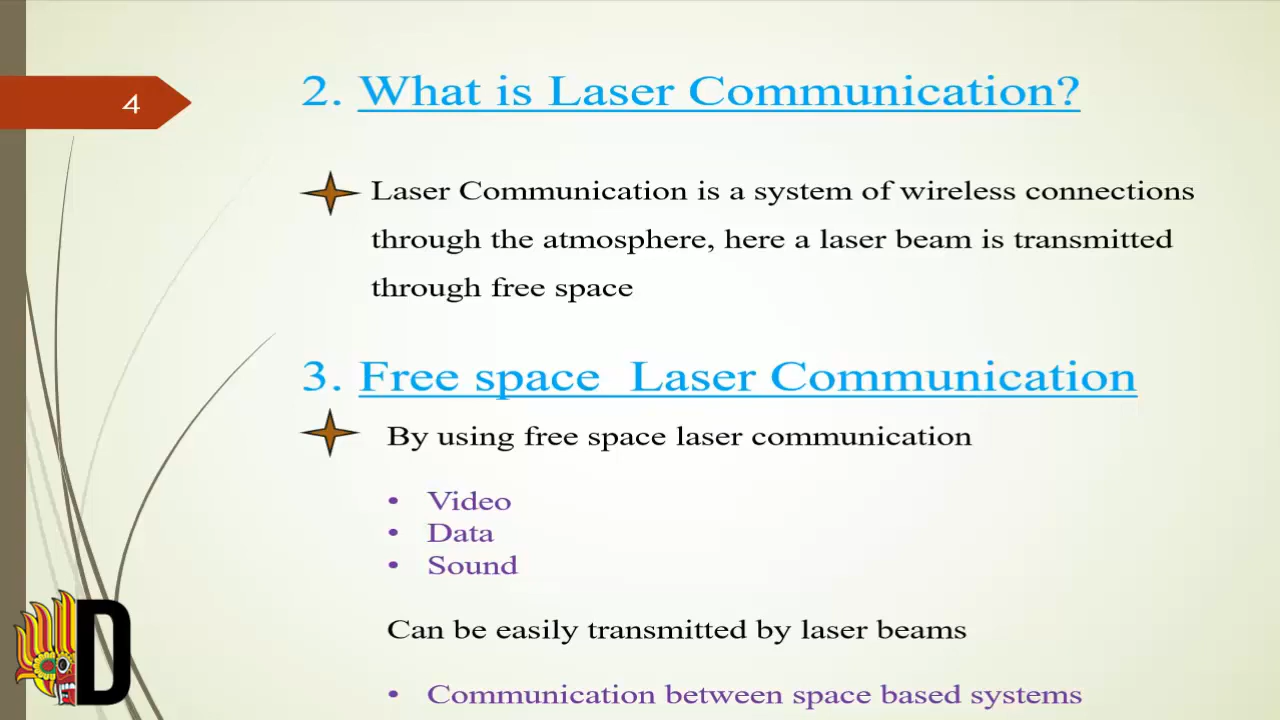 4
2. What is Laser Communication?
Laser Communication is a system of wireless connections
through the atmosphere, here a laser beam is transmitted
through free space
3. Free space Laser Communication
By using free space laser communication
• Video
• Data
• Sound
Can be easily transmitted by laser beams
• Communication between space based systems
D